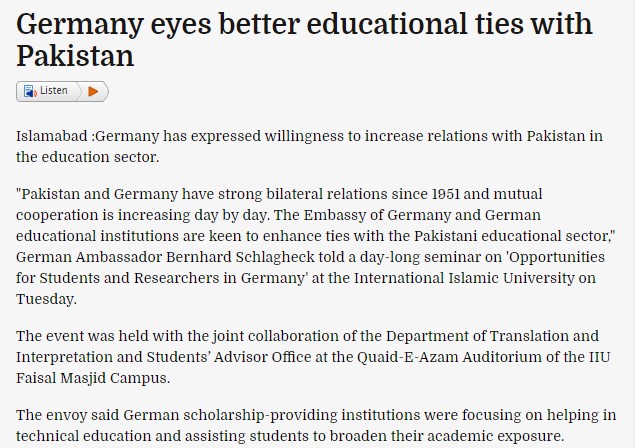 Germany eyes better educational ties with
Pakistan
Listen
Islamabad :Germany has expressed willingness to increase relations with Pakistan in
the education sector.
"Pakistan and Germany have strong bilateral relations since 1951 and mutual
cooperation is increasing day by day. The Embassy of Germany and German
educational institutions are keen to enhance ties with the Pakistani educational sector,"
German Ambassador Bernhard Schlagheck told a day-long seminar on 'Opportunities
for Students and Researchers in Germany' at the International Islamic University on
Tuesday.
The event was held with the joint collaboration of the Department of Translation and
Interpretation and Students’ Advisor Office at the Quaid-E-Azam Auditorium of the IIU
Faisal Masjid Campus.
The envoy said German scholarship-providing institutions were focusing on helping in
technical education and assisting students to broaden their academic exposure.